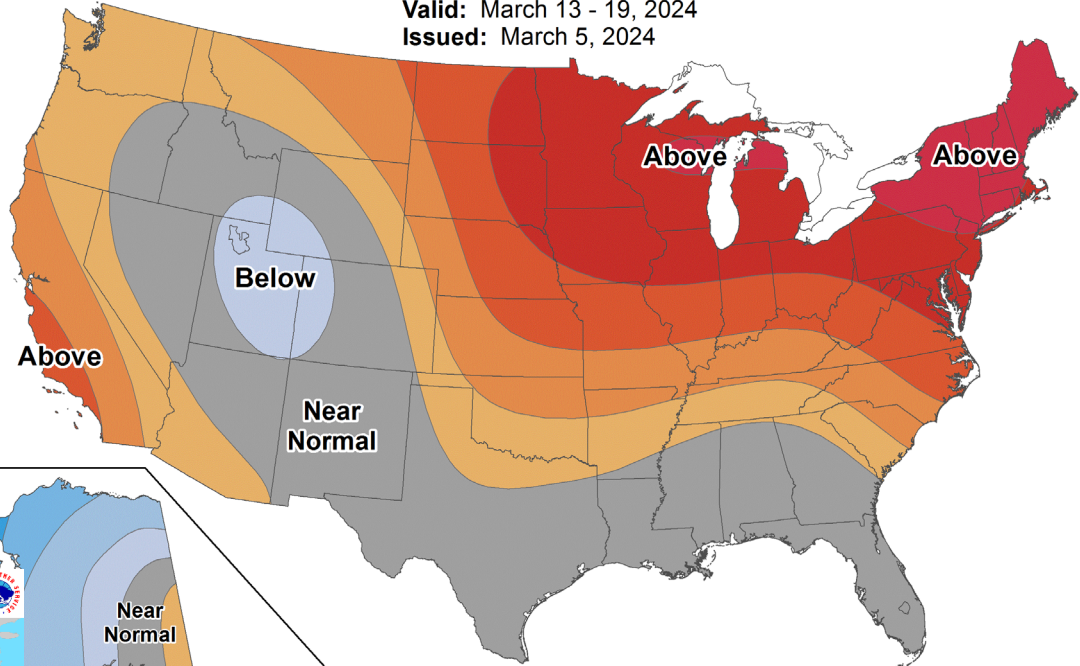 Valid: March 13 - 19, 2024
Issued: March 5, 2024
Above
Above
Below
Above
Near
Normal
Near
Normal